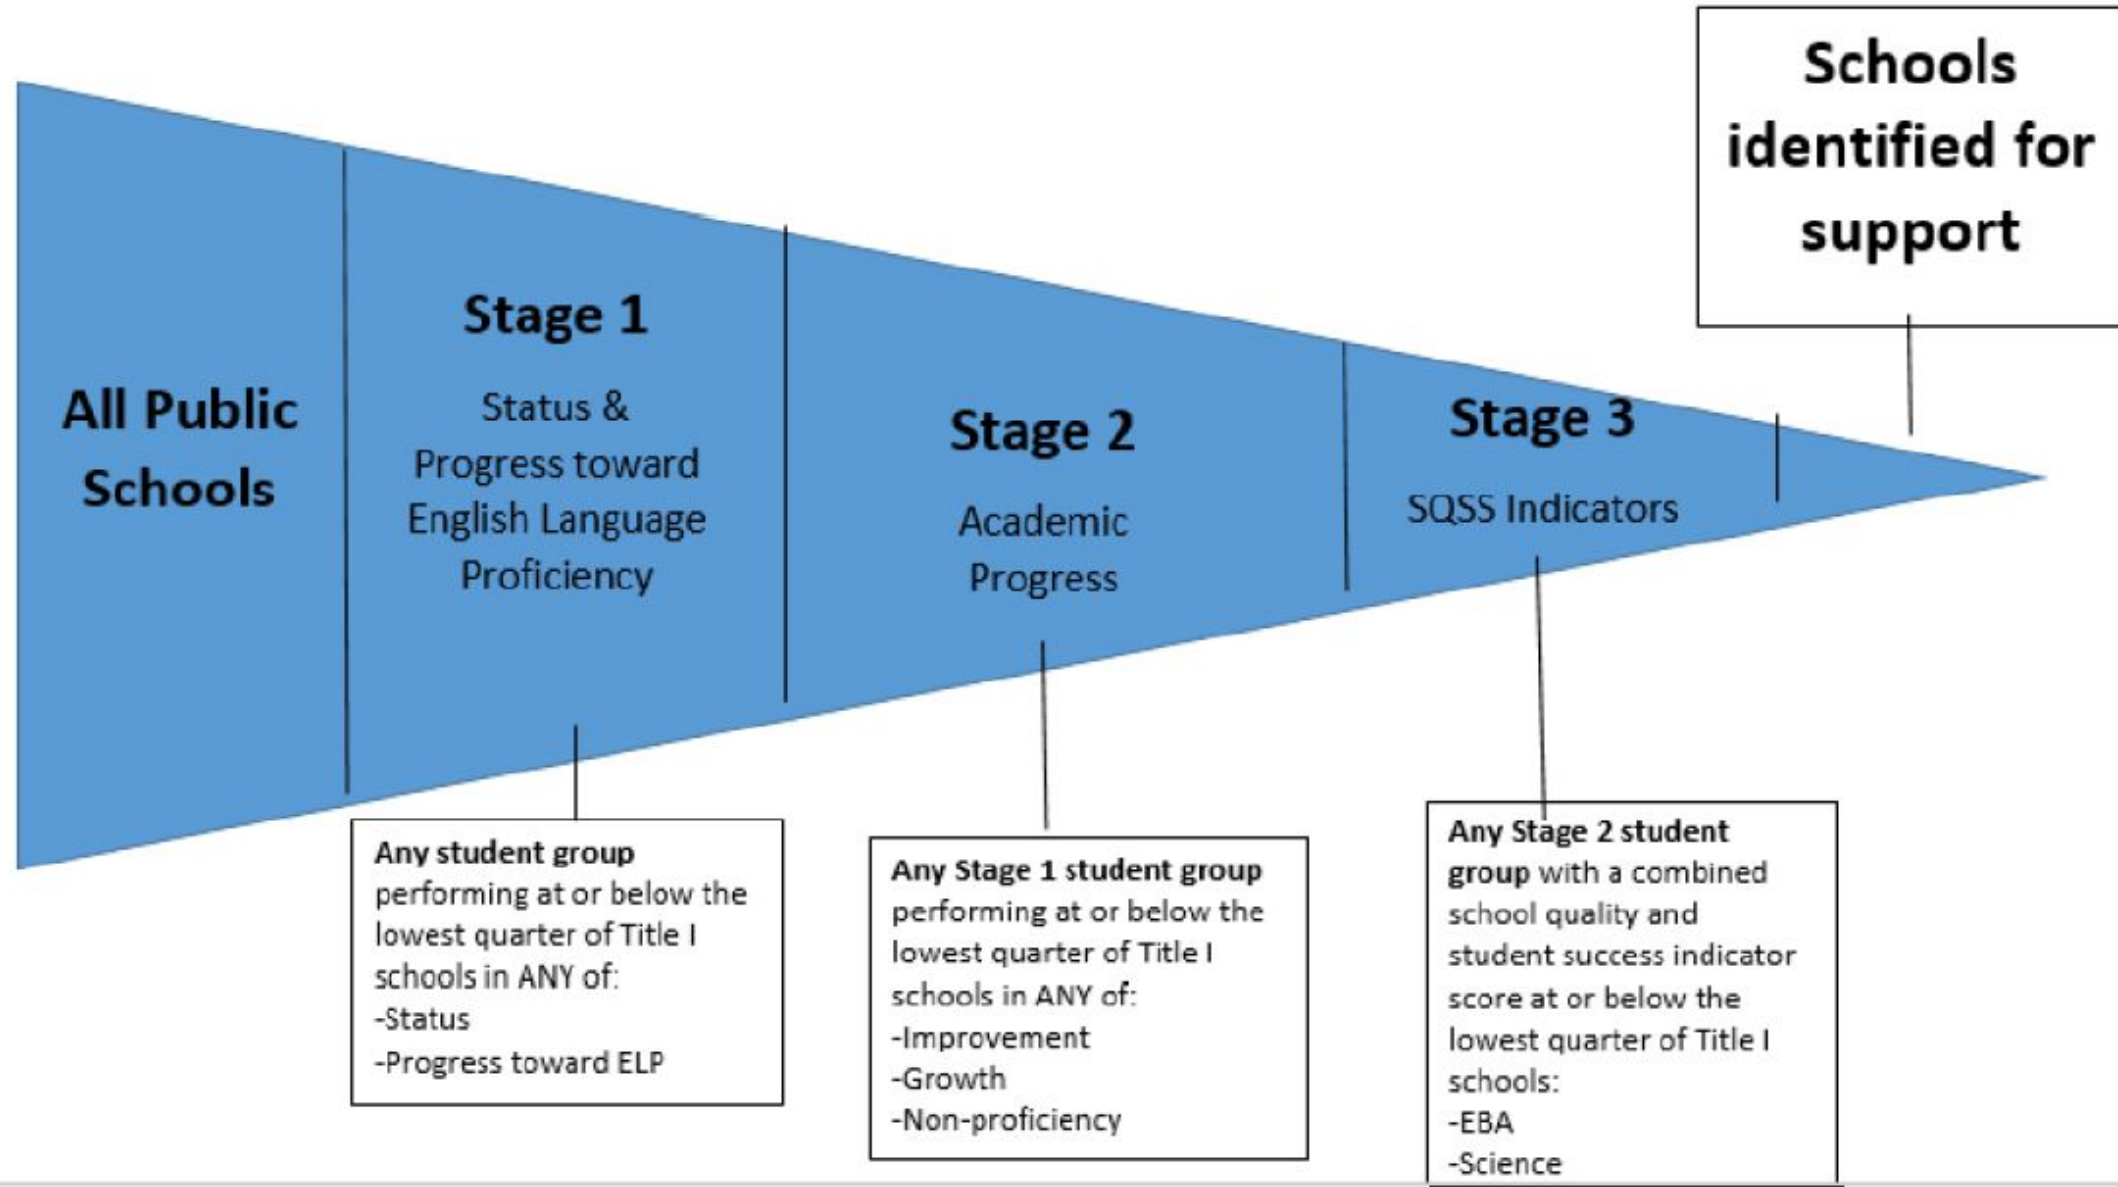 Schools
identified for
support
All Public
Schools
Stage 1
Status &
Progress toward
English Language
Proficiency
Stage 2
Academic
Progress
Stage 3
SQSS Indicators
Any student group
performing at or below the
lowest quarter of Title I
schools in ANY of:
-Status
-Progress toward ELP
Any Stage 1 student group
performing at or below the
lowest quarter of Title I
schools in ANY of:
-Improvement
-Growth
-Non-proficiency
Any Stage 2 student
group with a combined
school quality and
student success indicator
score at or below the
lowest quarter of Title I
schools:
-EBA
-Science